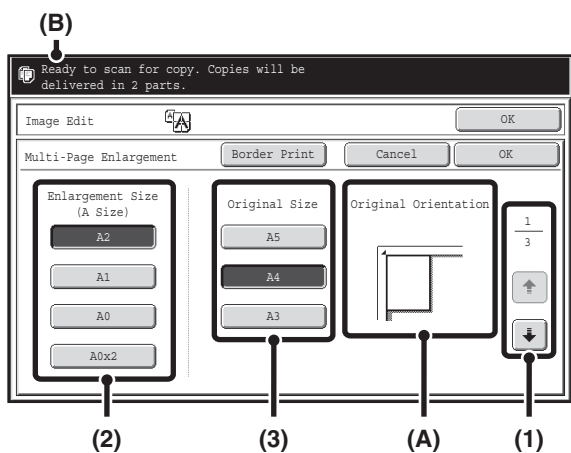 (B)
Ready to scan for copy. Copies will be
delivered in 2 parts.
Image Edit
OK
Multi-Page Enlargement
Border Print
Cancel
OK
Enlargement Size
(A Size)
A2
A1
A0
A0x2
Original Size
A5
A4
A3
Original Orientation
1
3
(2)
(3)
(A)
(1)